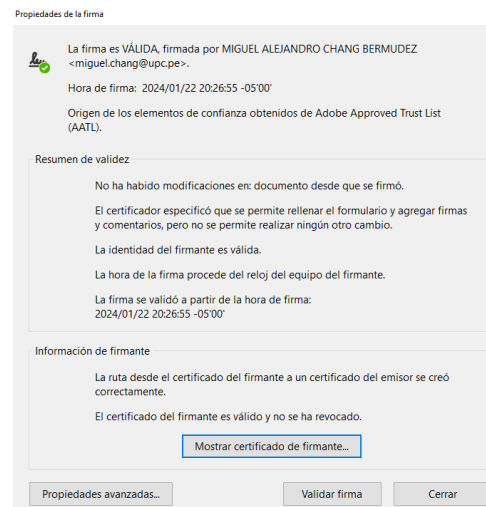 Propiedades de la firma
La firma es VÁLIDA, firmada por MIGUEL ALEJANDRO CHANG BERMUDEZ
<miguel.chang@upc.pe>.
Hora de firma: 2024/01/22 20:26:55 -05'00'
Origen de los elementos de confianza obtenidos de Adobe Approved Trust List
(AATL).
Resumen de validez
No ha habido modificaciones en: documento desde que se firmó.
El certificador especificó que se permite rellenar el formulario y agregar firmas
y comentarios, pero no se permite realizar ningún otro cambio.
La identidad del firmante es válida.
La hora de la firma procede del reloj del equipo del firmante.
La firma se validó a partir de la hora de firma:
2024/01/22 20:26:55 -05'00'
Información de firmante
La ruta desde el certificado del firmante a un certificado del emisor se creó
correctamente.
El certificado del firmante es válido y no se ha revocado.
Mostrar certificado de firmante...
Propiedades avanzadas...
Validar firma
Cerrar